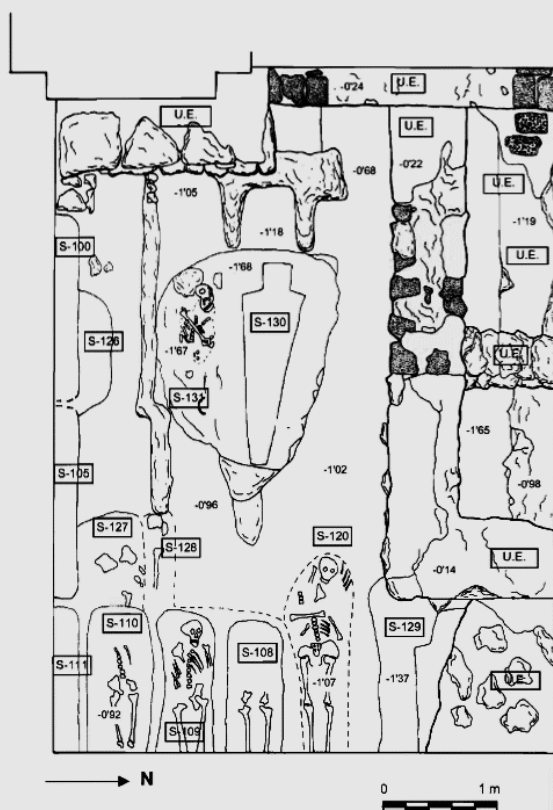 -0'24
U.E.
U.E.
U.E.
-0'22
-0'68
U.E.
-1'05
-1'19
-1'18
S-100
U.E.
-1'68
S-130
S-126
-1'67
U.E.
S-131
-1'65
-1'02
S-105
-0'98
-0'96
S-127
S-120
S-128
U.E.
-0'14
S-110
S-129
S-108
S-111
-1'07
-1'37
U.E.
-0'92
S-109
N
0
1 m